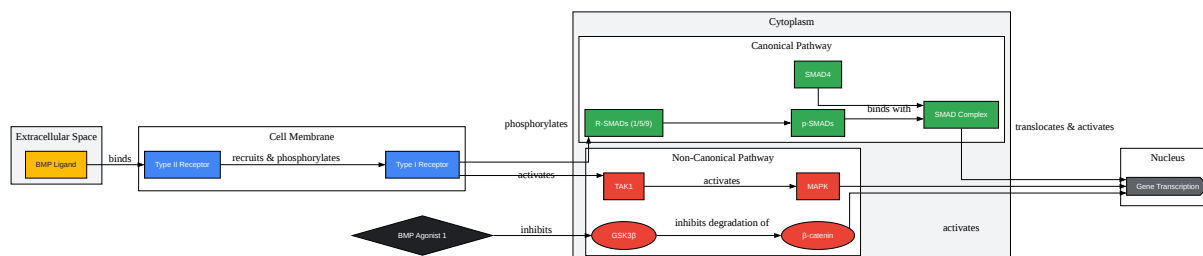 Cytoplasm
Canonical Pathway
SMAD4
Extracellular Space
Cell Membrane
phosphorylates
R-SMADs (1/5/9)
p-SMADs
binds with
SMAD Complex
translocates & activates
BMP Ligand
binds
Type II Receptor
recruits & phosphorylates
Type I Receptor
activates
Non-Canonical Pathway
Nucleus
TAK1
activates
MAPK
Gene Transcription
BMP Agonist 1
inhibits
GSK3β
inhibits degradation of
β-catenin
activates